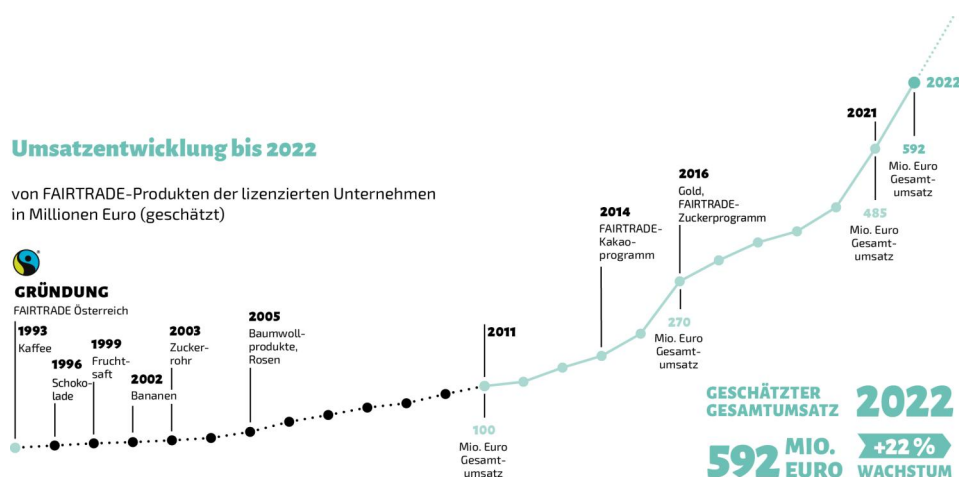 Umsatzentwicklung bis 2022
von FAIRTRADE-Produkten der lizenzierten Unternehmen
in Millionen Euro (geschätzt)
GRÜNDUNG
FAIRTRADE Österreich
1993
Kaffee
1996
Schoko-
lade
1999
Frucht-
saft
2002
Bananen
2003
Zucker-
rohr
2005
Baumwoll-
produkte,
Rosen
2011
100
Mio. Euro
Gesamt-
umsatz
2014
FAIRTRADE-
Kakao-
programm
2016
Gold,
FAIRTRADE-
Zuckerprogramm
270
Mio. Euro
Gesamt-
umsatz
2021
485
Mio. Euro
Gesamt-
umsatz
2022
592
Mio. Euro
Gesamt-
umsatz
GESCHÄTZTER
GESAMTUMSATZ
2022
592 MIO.
EURO
+22 %
WACHSTUM